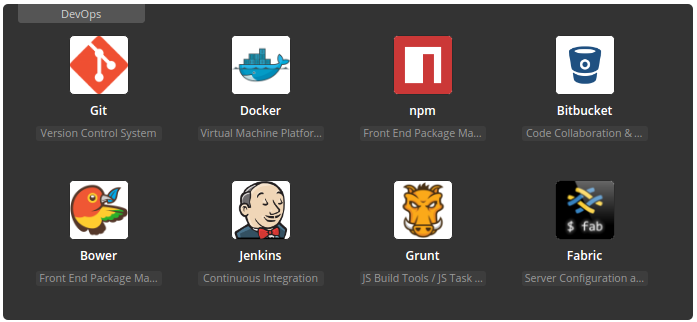 DevOps
Git Docker npm Bitbucket
Version Control System Virtual Machine Platfor... Front End Package Ma... Code Collaboration & ...
$ fab
Bower Jenkins Grunt Fabric
Front End Package Ma... Continuous Integration JS Build Tools / JS Task ... Server Configuration a...